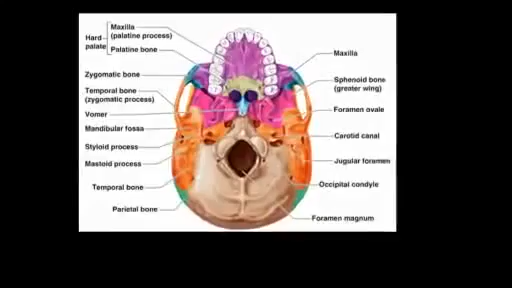 Maxilla
(palatine process)
Hard
palate
Palatine bone
Zygomatic bone
Temporal bone
(zygomatic process)
Vomer
Mandibular fossa
Styloid process
Mastoid process
Temporal bone
Parietal bone
Maxilla
Sphenoid bone
(greater wing)
Foramen ovale
Carotid canal
Jugular foramen
Occipital condyle
Foramen magnum